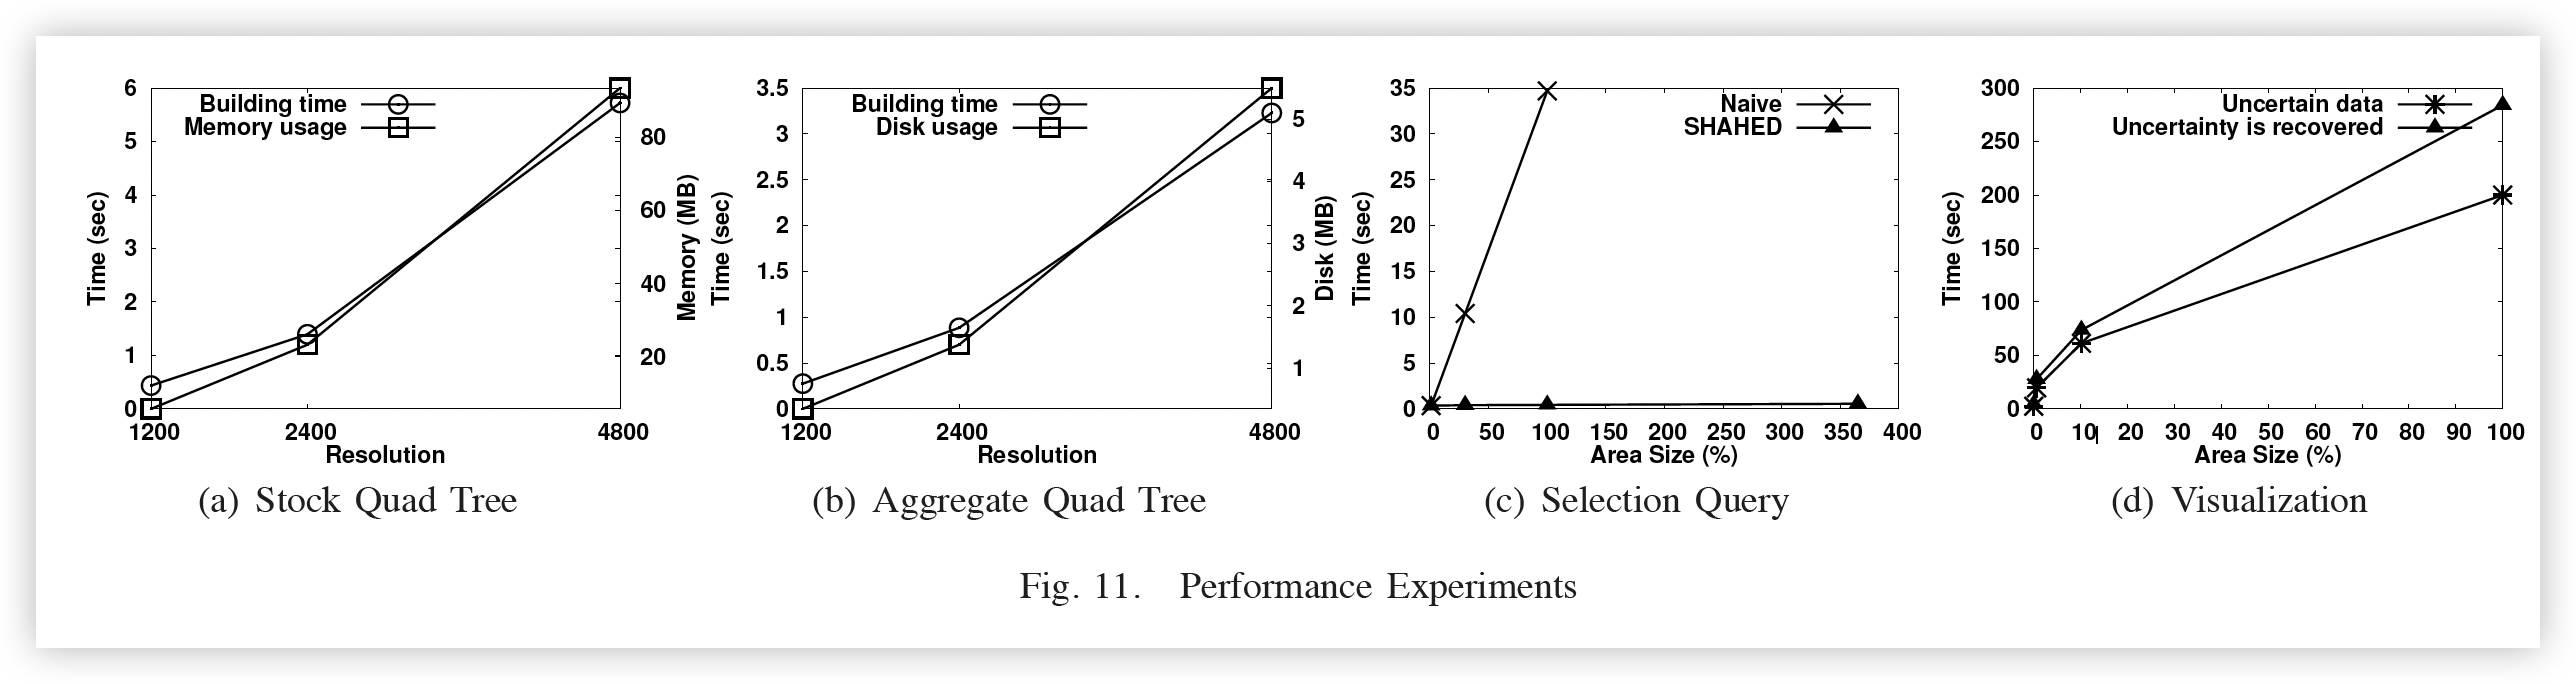 Building time
Memory usage
6
5
4
3
2
1
0
80
60
40
20
1200 2400 4800
Time (sec)
Memory (MB)
Resolution
(a) Stock Quad Tree
Building time
Disk usage
3.5
3
2.5
2
1.5
1
0.5
0
5
4
3
2
1
1200 2400 4800
Time (sec)
Disk (MB)
Resolution
(b) Aggregate Quad Tree
Naive
SHAHED
35
30
25
20
15
10
5
0
0 50 100 150 200 250 300 350 400
Time (sec)
Area Size (%)
(c) Selection Query
Uncertain data
Uncertainty is recovered
300
250
200
150
100
50
0
0 10 20 30 40 50 60 70 80 90 100
Time (sec)
Area Size (%)
(d) Visualization
Fig. 11. Performance Experiments